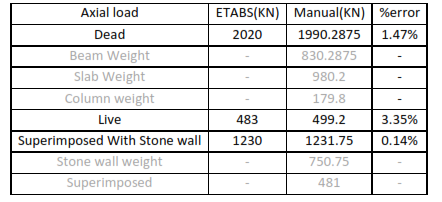 Axial load ETABS(KN) Manual(KN) %error
Dead 2020 1990.2875 1.47%
Beam Weight - 830.2875 -
Slab Weight - 980.2 -
Column weight - 179.8 -
Live 483 499.2 3.35%
Superimposed With Stone wall 1230 1231.75 0.14%
Stone wall weight - 750.75 -
Superimposed - 481 -